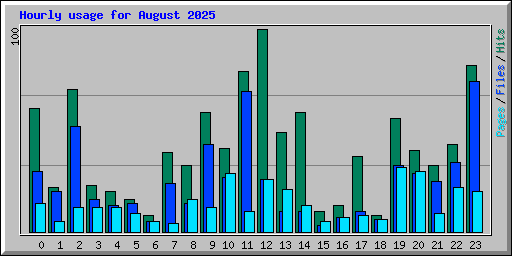 Hourly usage for August 2025
100
Pages/Files/Hits
0 1 2 3 4 5 6 7 8 9 10 11 12 13 14 15 16 17 18 19 20 21 22 23